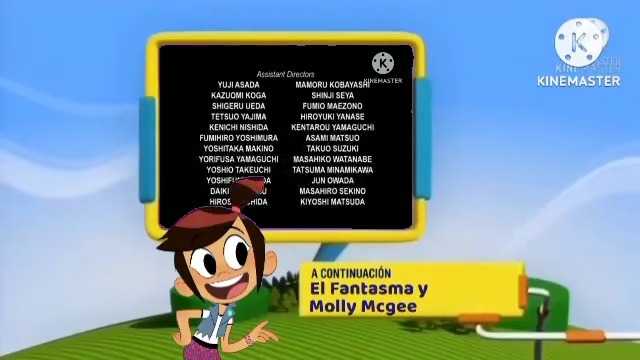 KINEMASTER
KINEMASTER
KINEMASTER
Assistant Directors
YUJI ASADA MAMORU KOBAYASHI
KAZUOMI KOGA SHINJI SEYA
SHIGERU UEDA FUMIO MAEZONO
TETSUO YAJIMA HIROYUKI YANASE
KENICHI NISHIDA KENTAROU YAMAGUCHI
FUMIHIRO YOSHIMURA ASAMI MATSUO
YOSHITAKA MAKINO TAKUO SUZUKI
YORIFUSA YAMAGUCHI MASAHIKO WATANABE
YOSHIO TAKEUCHI TATSUMA MINAMIKAWA
JUN OWADA
MASAHIRO SEKINO
KIYOSHI MATSUDA
A CONTINUACIÓN
El Fantasma y
Molly Mcgee